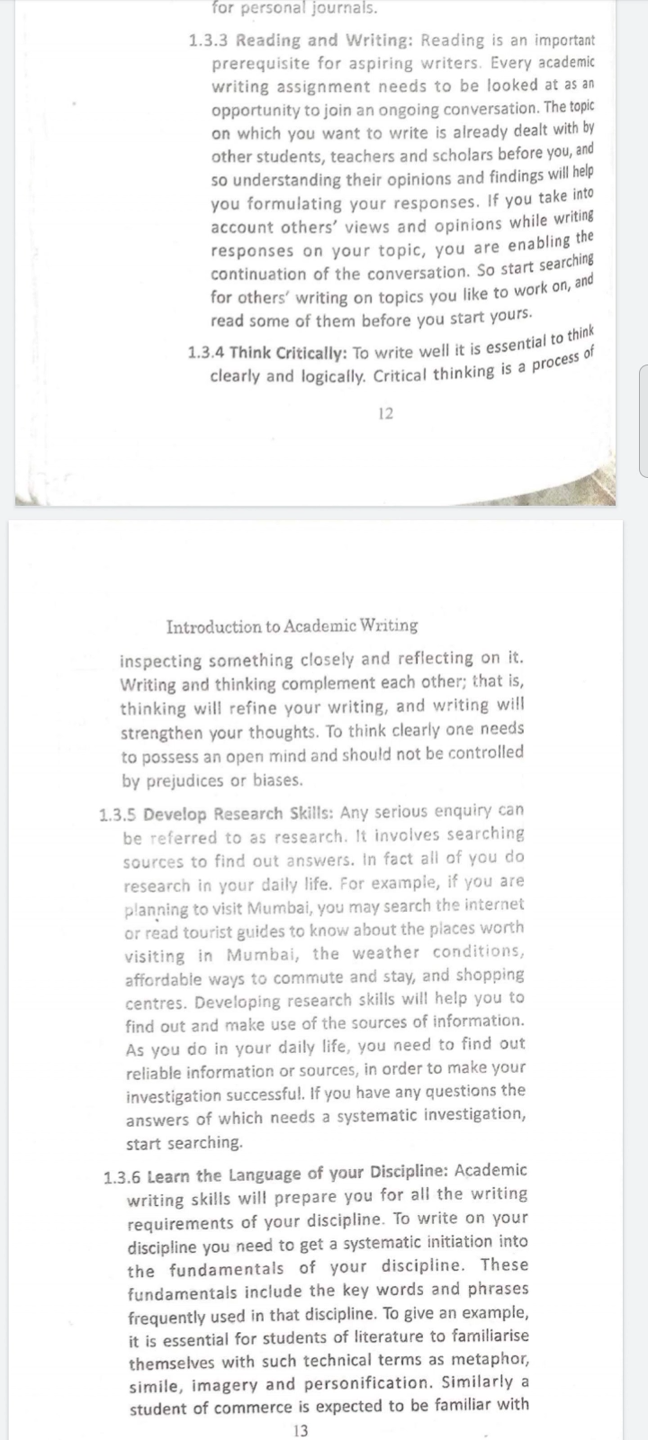 for personal journals.
1.3.3 Reading and Writing: Reading is an important
prerequisite for aspiring writers. Every academic
writing assignment needs to be looked at as an
opportunity to join an ongoing conversation. The topic
on which you want to write is already dealt with by
other students, teachers and scholars before you, and
so understanding their opinions and findings will help
you formulating your responses. If you take into
account others' views and opinions while writing
responses on your topic, you are enabling the
continuation of the conversation. So start searching
for others' writing on topics you like to work on, and
read some of them before you start yours.
1.3.4 Think Critically: To write well it is essential to think
clearly and logically. Critical thinking is a process of
12
Introduction to Academic Writing
inspecting something closely and reflecting on it.
Writing and thinking complement each other; that is,
thinking will refine your writing, and writing will
strengthen your thoughts. To think clearly one needs
to possess an open mind and should not be controlled
by prejudices or biases.
1.3.5 Develop Research Skills: Any serious enquiry can
be referred to as research. It involves searching
sources to find out answers. In fact all of you do
research in your daily life. For example, if you are
planning to visit Mumbai, you may search the internet
or read tourist guides to know about the places worth
visiting in Mumbai, the weather conditions,
affordable ways to commute and stay, and shopping
centres. Developing research skills will help you to
find out and make use of the sources of information.
As you do in your daily life, you need to find out
reliable information or sources, in order to make your
investigation successful. If you have any questions the
answers of which needs a systematic investigation,
start searching.
1.3.6 Learn the Language of your Discipline: Academic
writing skills will prepare you for all the writing
requirements of your discipline. To write on your
discipline you need to get a systematic initiation into
the fundamentals of your discipline. These
fundamentals include the key words and phrases
frequently used in that discipline. To give an example,
it is essential for students of literature to familiarise
themselves with such technical terms as metaphor,
simile, imagery and personification. Similarly a
student of commerce is expected to be familiar with
13